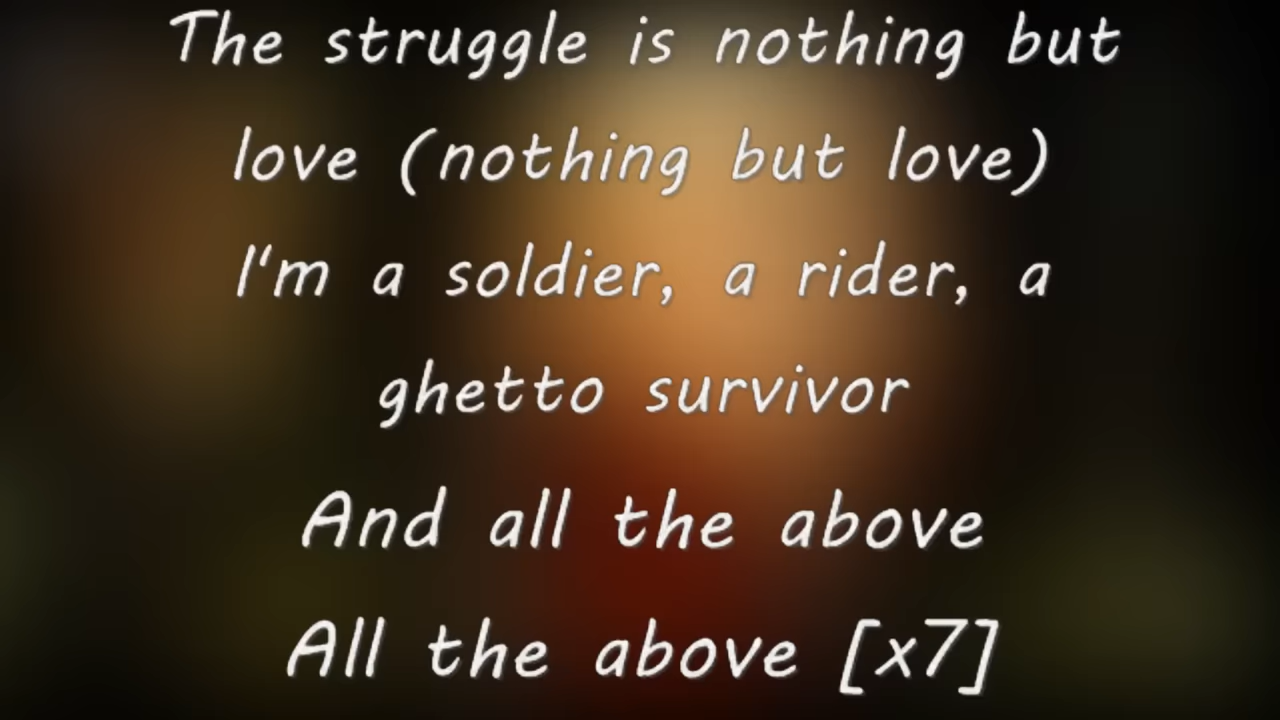 The struggle is nothing but
love (nothing but love)
I'm a soldier, a rider, a
ghetto survivor
And all the above
All the above [x7]